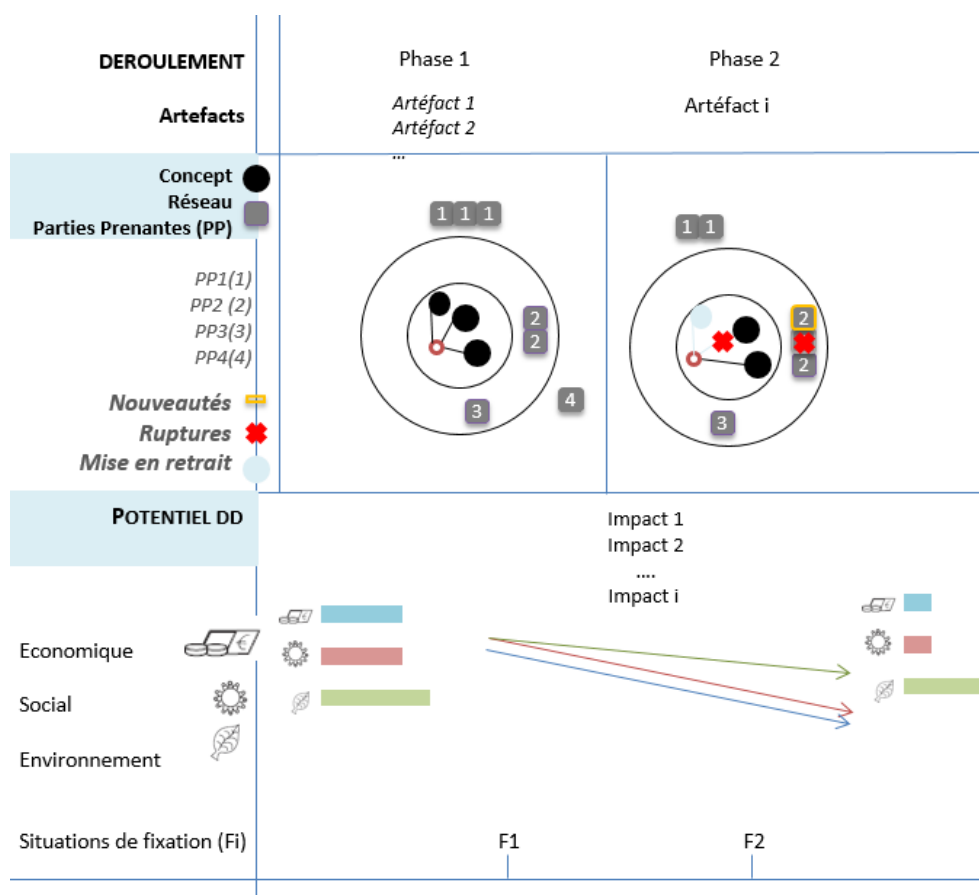 DEROULEMENT
Phase 1
Phase 2
Artefacts
Artéfact 1
Artéfact 2
...
Artéfact i
Concept
Réseau
Parties Prenantes (PP)
1 1 1
2
2
3
4
1 1
2
2
3
PP1(1)
PP2 (2)
PP3(3)
PP4(4)
Nouveautés
Ruptures
Mise en retrait
POTENTIEL DD
Impact 1
Impact 2
....
Impact i
Economique
€
Social
Environnement
Situations de fixation (Fi)
F1
F2